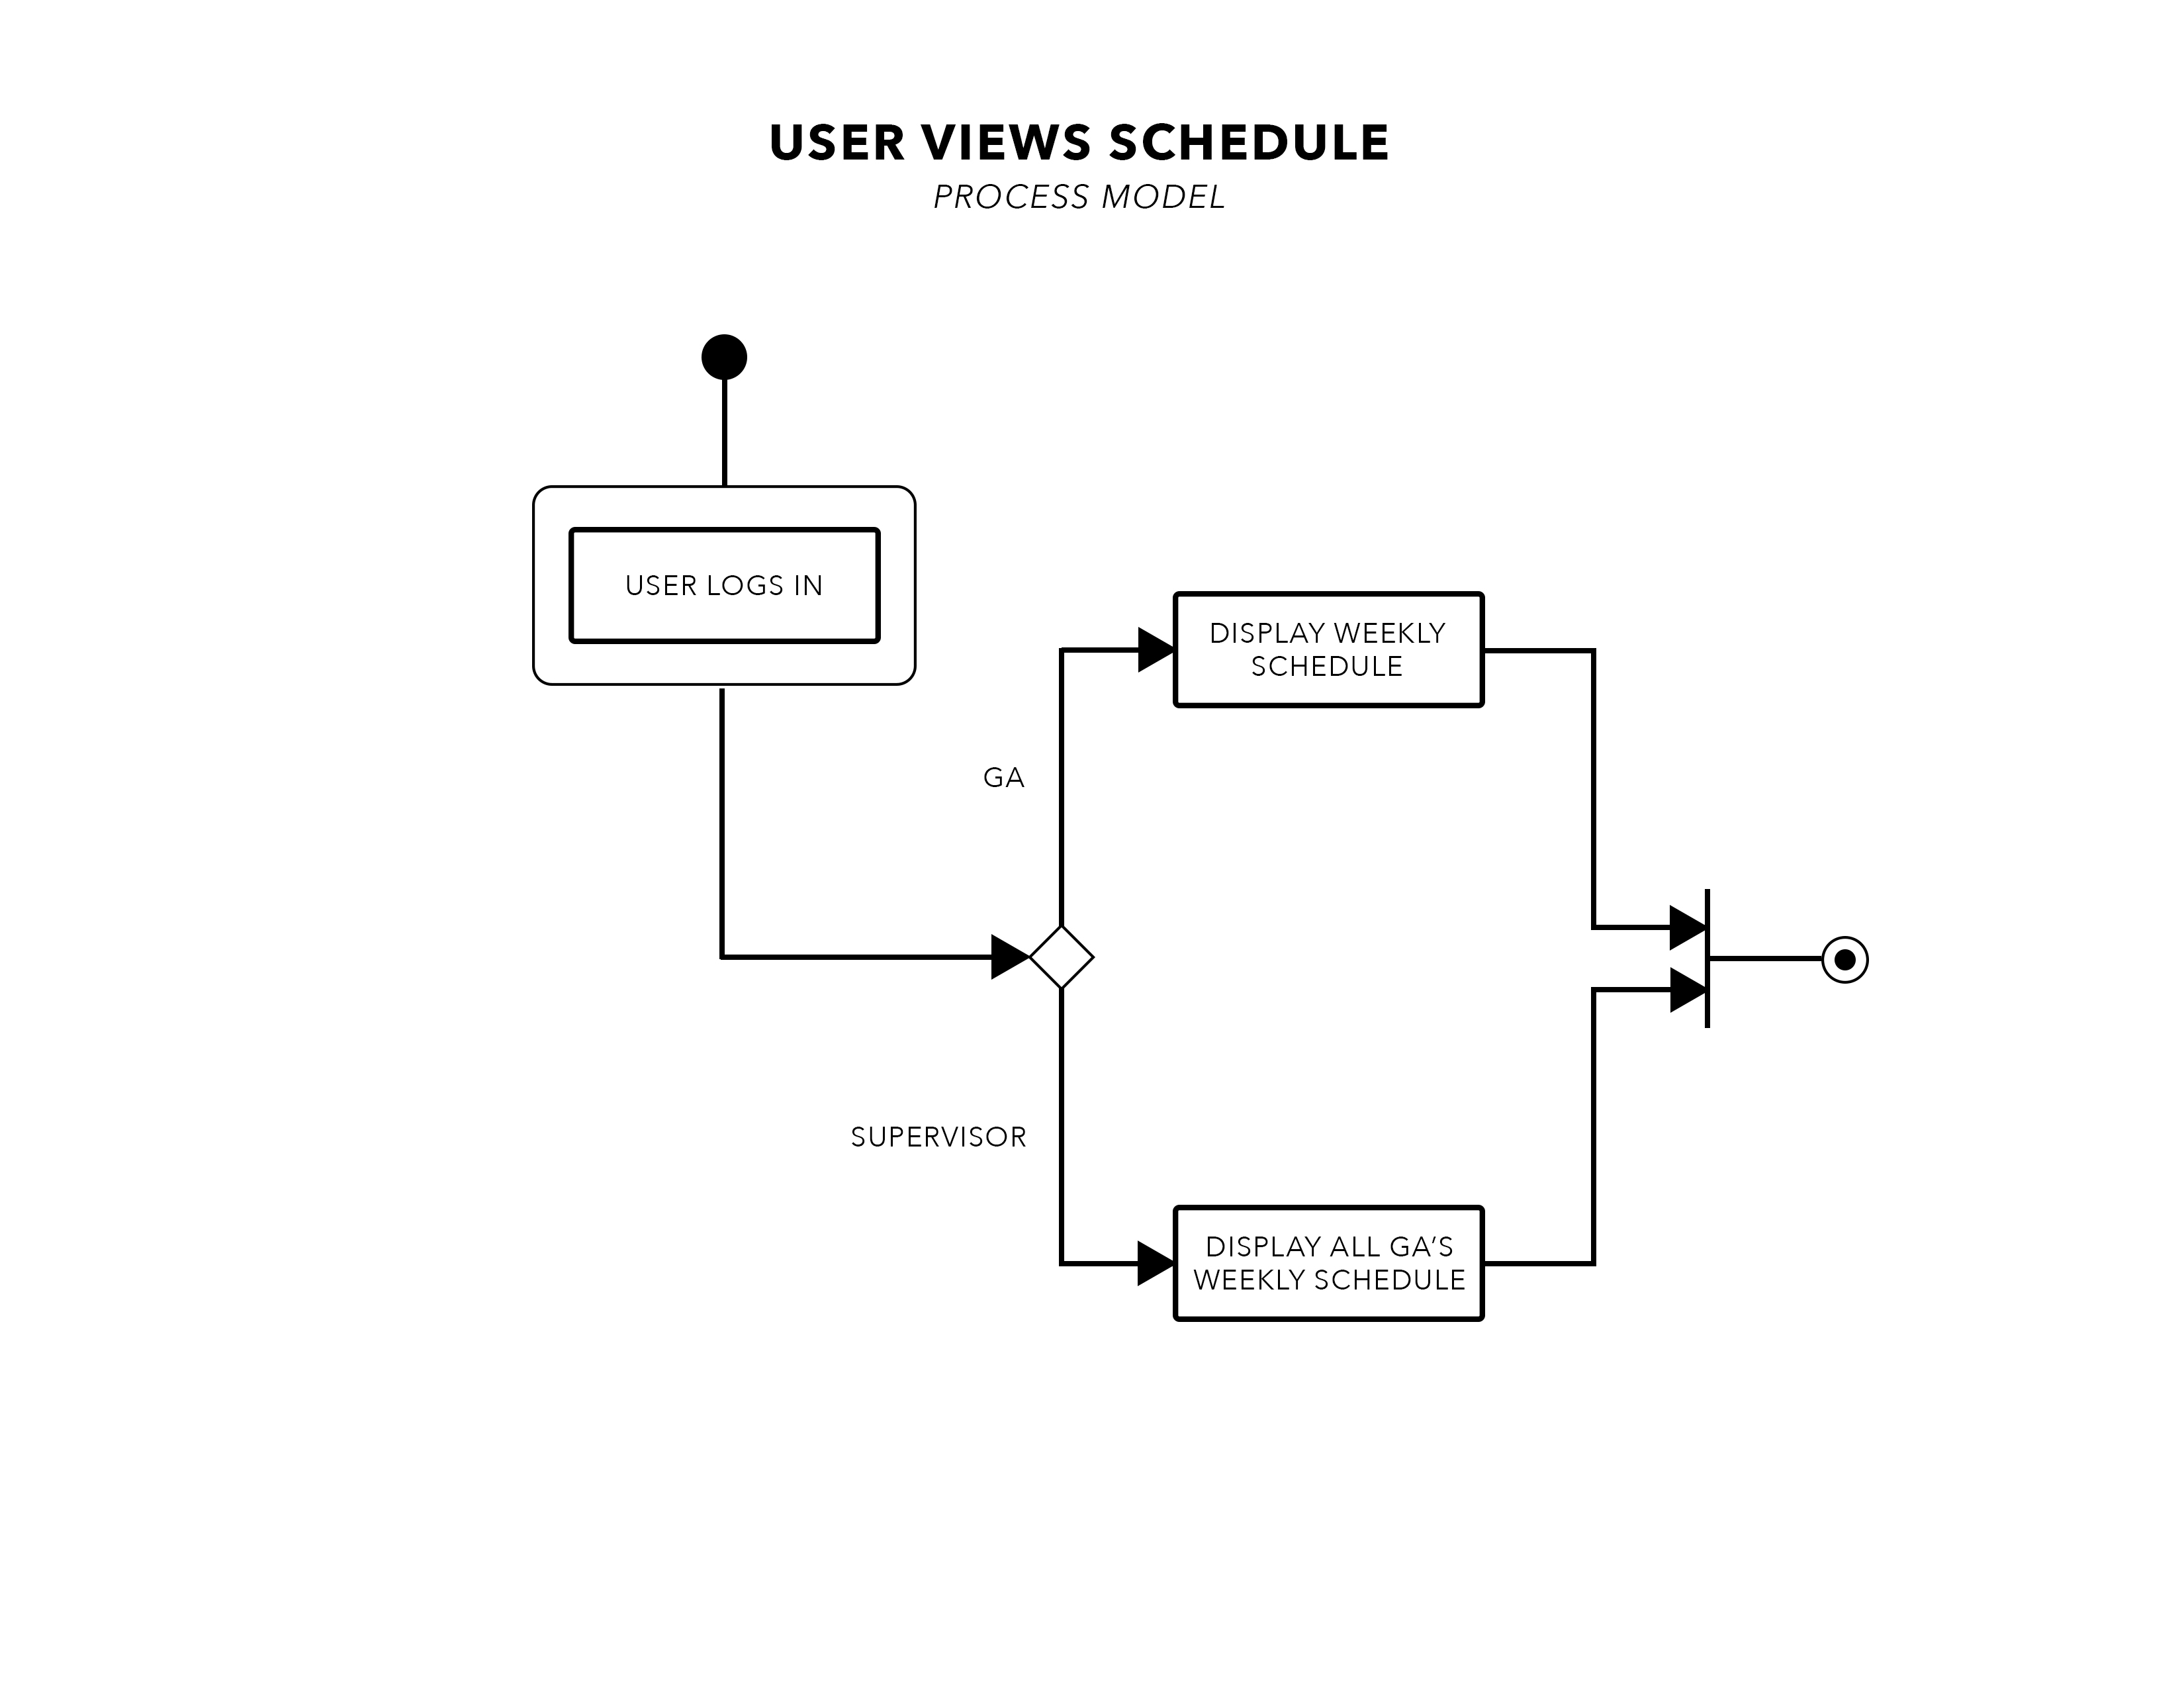 USER VIEWS SCHEDULE
PROCESS MODEL
USER LOGS IN
DISPLAY WEEKLY
SCHEDULE
GA
SUPERVISOR
DISPLAY ALL GA’S
WEEKLY SCHEDULE